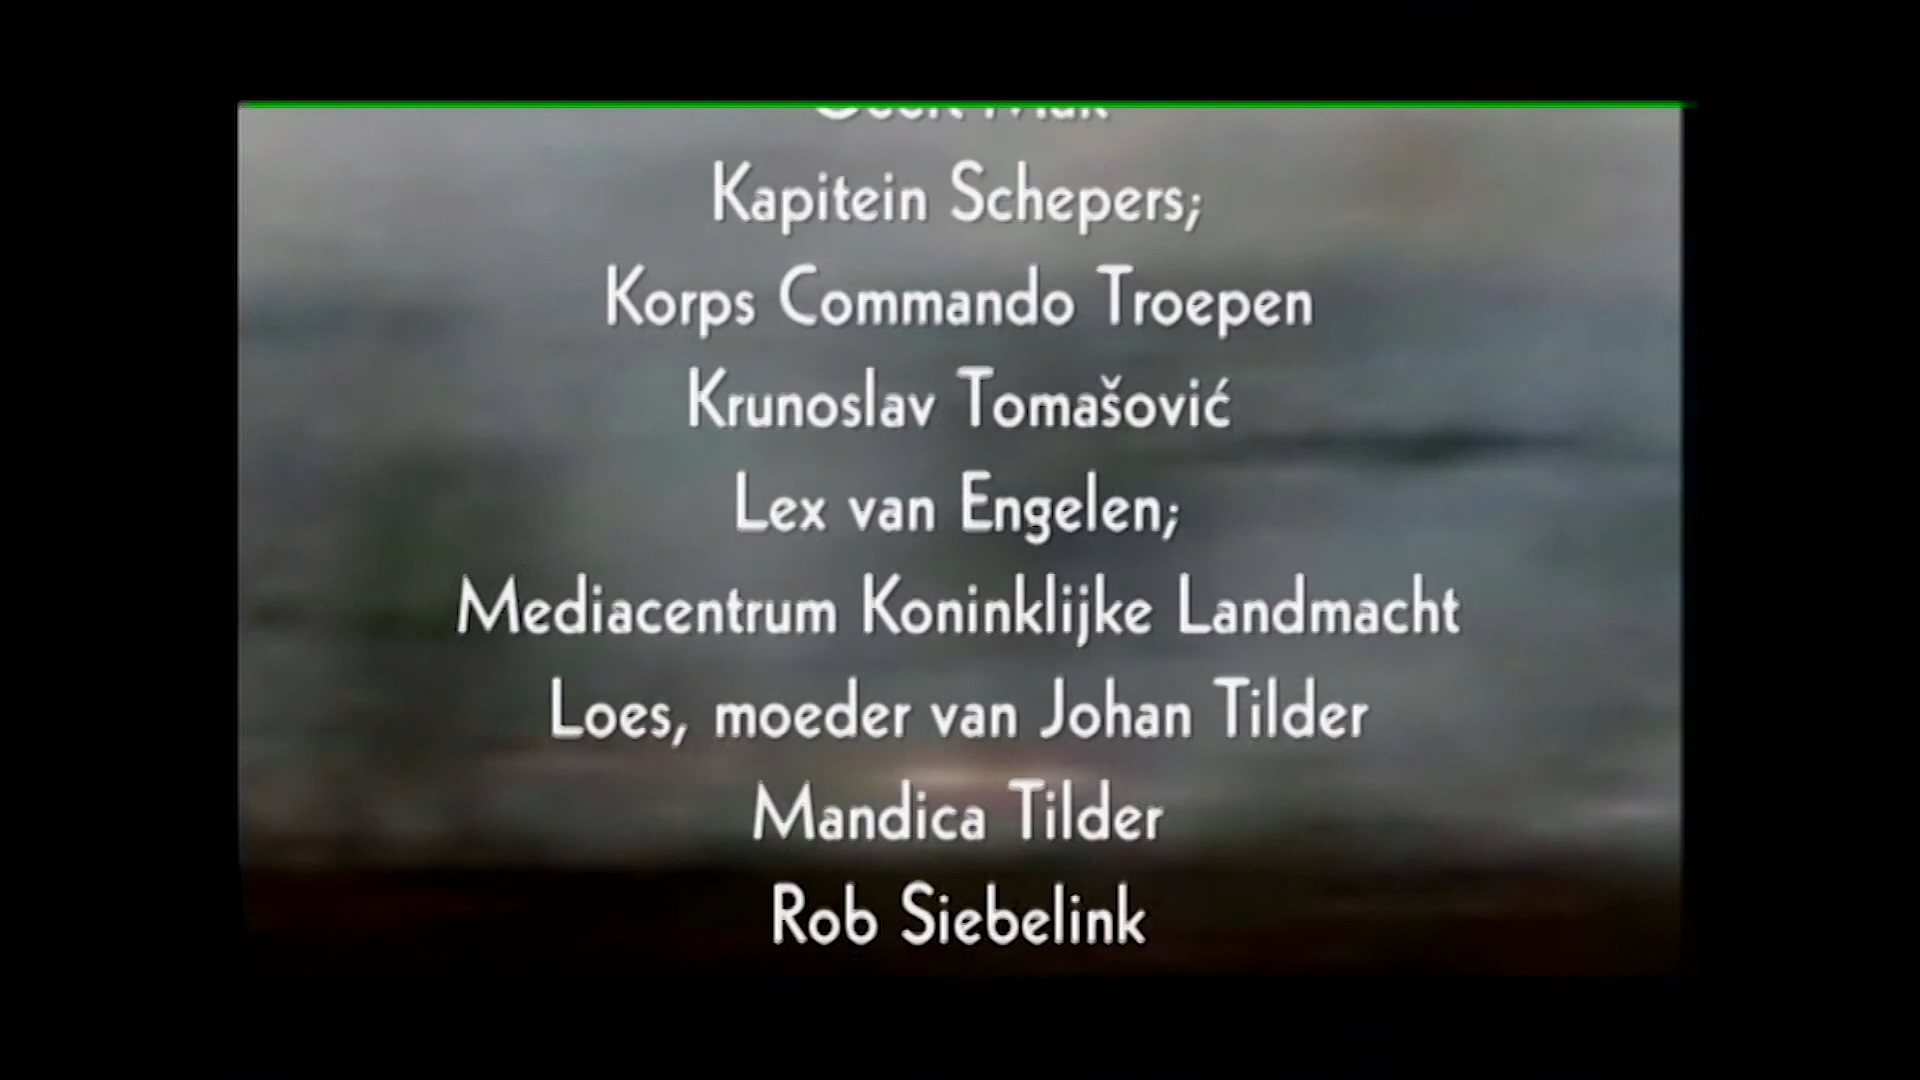 Kapitein Schepers;
Korps Commando Troepen
Krunoslav Tomašović
Lex van Engelen;
Mediacentrum Koninklijke Landmacht
Loes, moeder van Johan Tilder
Mandica Tilder
Rob Siebelink